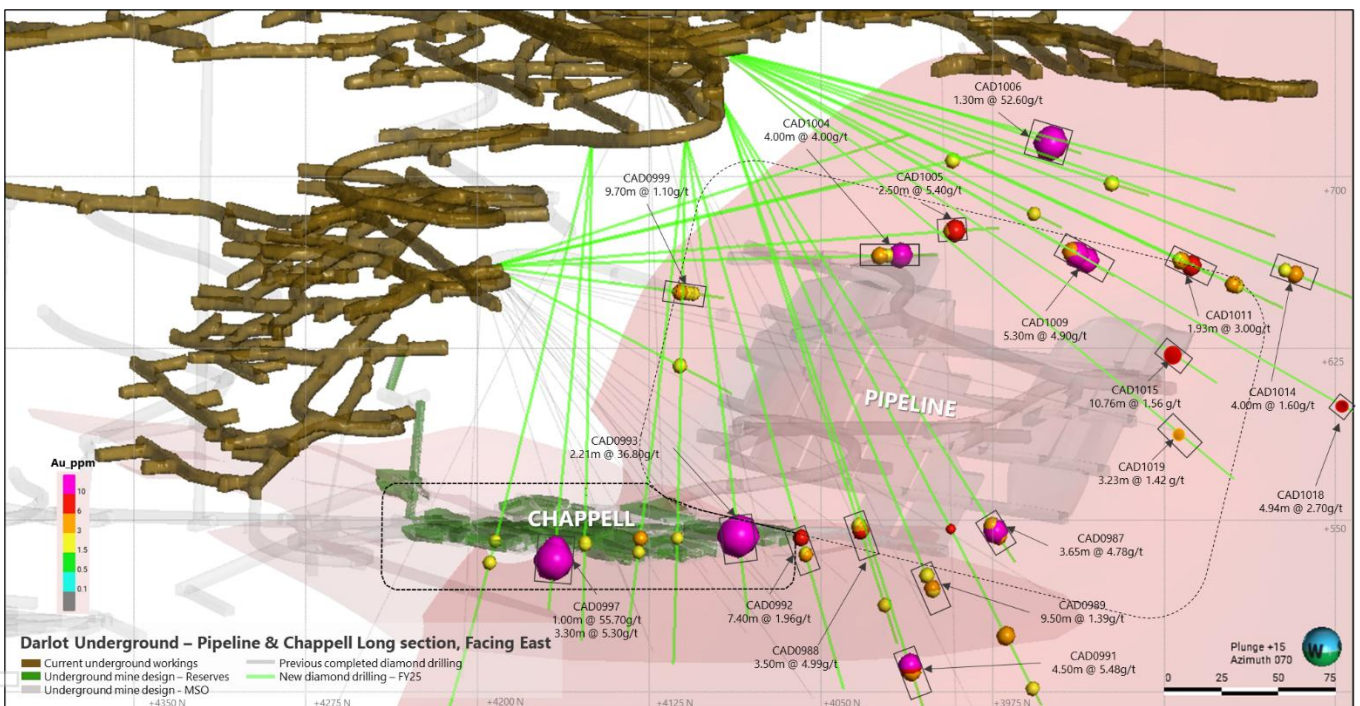 CAD1006
1.30m @ 52.60g/t
CAD1004
4.00m @ 4.00g/t
CAD0999
9.70m @ 1.10g/t
CAD1005
2.50m @ 5.40g/t
+700
CAD1009
5.30m @ 4.90g/t
CAD1011
1.93m @ 3.00g/t
+625
CAD1015
10.76m @ 1.56 g/t
CAD1014
4.00m @ 1.60g/t
PIPELINE
CAD0993
2.21m @ 36.80g/t
CAD1019
3.23m @ 1.42 g/t
CAD1018
4.94m @ 2.70g/t
Au_ppm
10
6
3
1.5
0.5
0.1
CHAPPELL
+550
CAD0987
3.65m @ 4.78g/t
CAD0997
1.00m @ 55.70g/t
3.30m @ 5.30g/t
CAD0992
7.40m @ 1.96g/t
CAD0988
3.50m @ 4.99g/t
CAD0989
9.50m @ 1.39g/t
CAD0991
4.50m @ 5.48g/t
Darlot Underground – Pipeline & Chappell Long section, Facing East
Current underground workings
Underground mine design – Reserves
Underground mine design - MSO
Previous completed diamond drilling
New diamond drilling – FY25
Plunge +15
Azimuth 070
W
0 25 50 75
+4350 N +4275 N +4200 N +4125 N +4050 N +3975 N